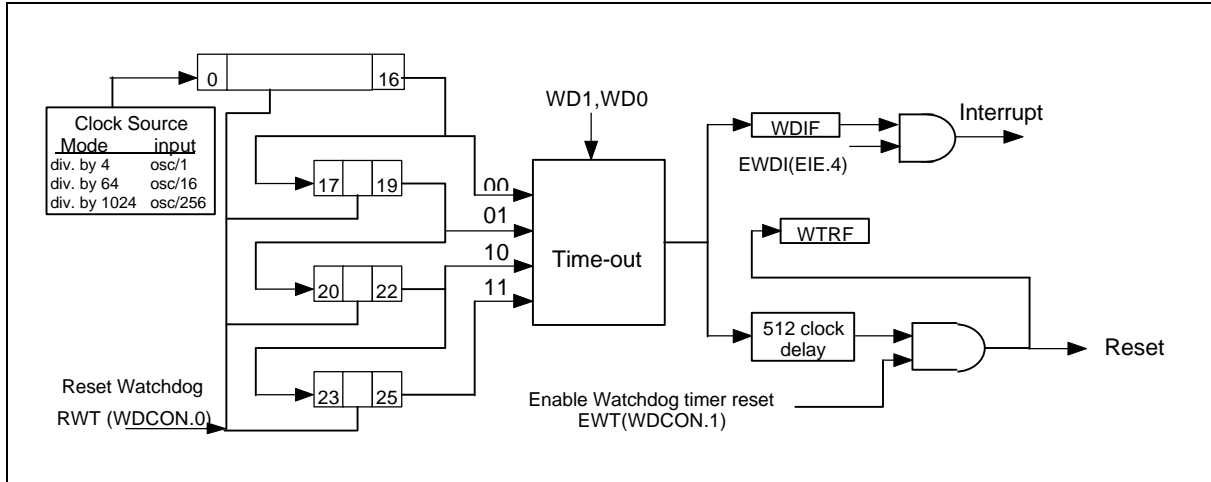 0 16
Clock Source
Mode input
div. by 4 osc/1
div. by 64 osc/16
div. by 1024 osc/256
17 19
20 22
23 25
Reset Watchdog
RWT (WDCON.0)
WD1,WD0
00
01
10
11
Time-out
WDIF
EWDI(EIE.4)
Interrupt
WTRF
512 clock
delay
Reset
Enable Watchdog timer reset
EWT(WDCON.1)